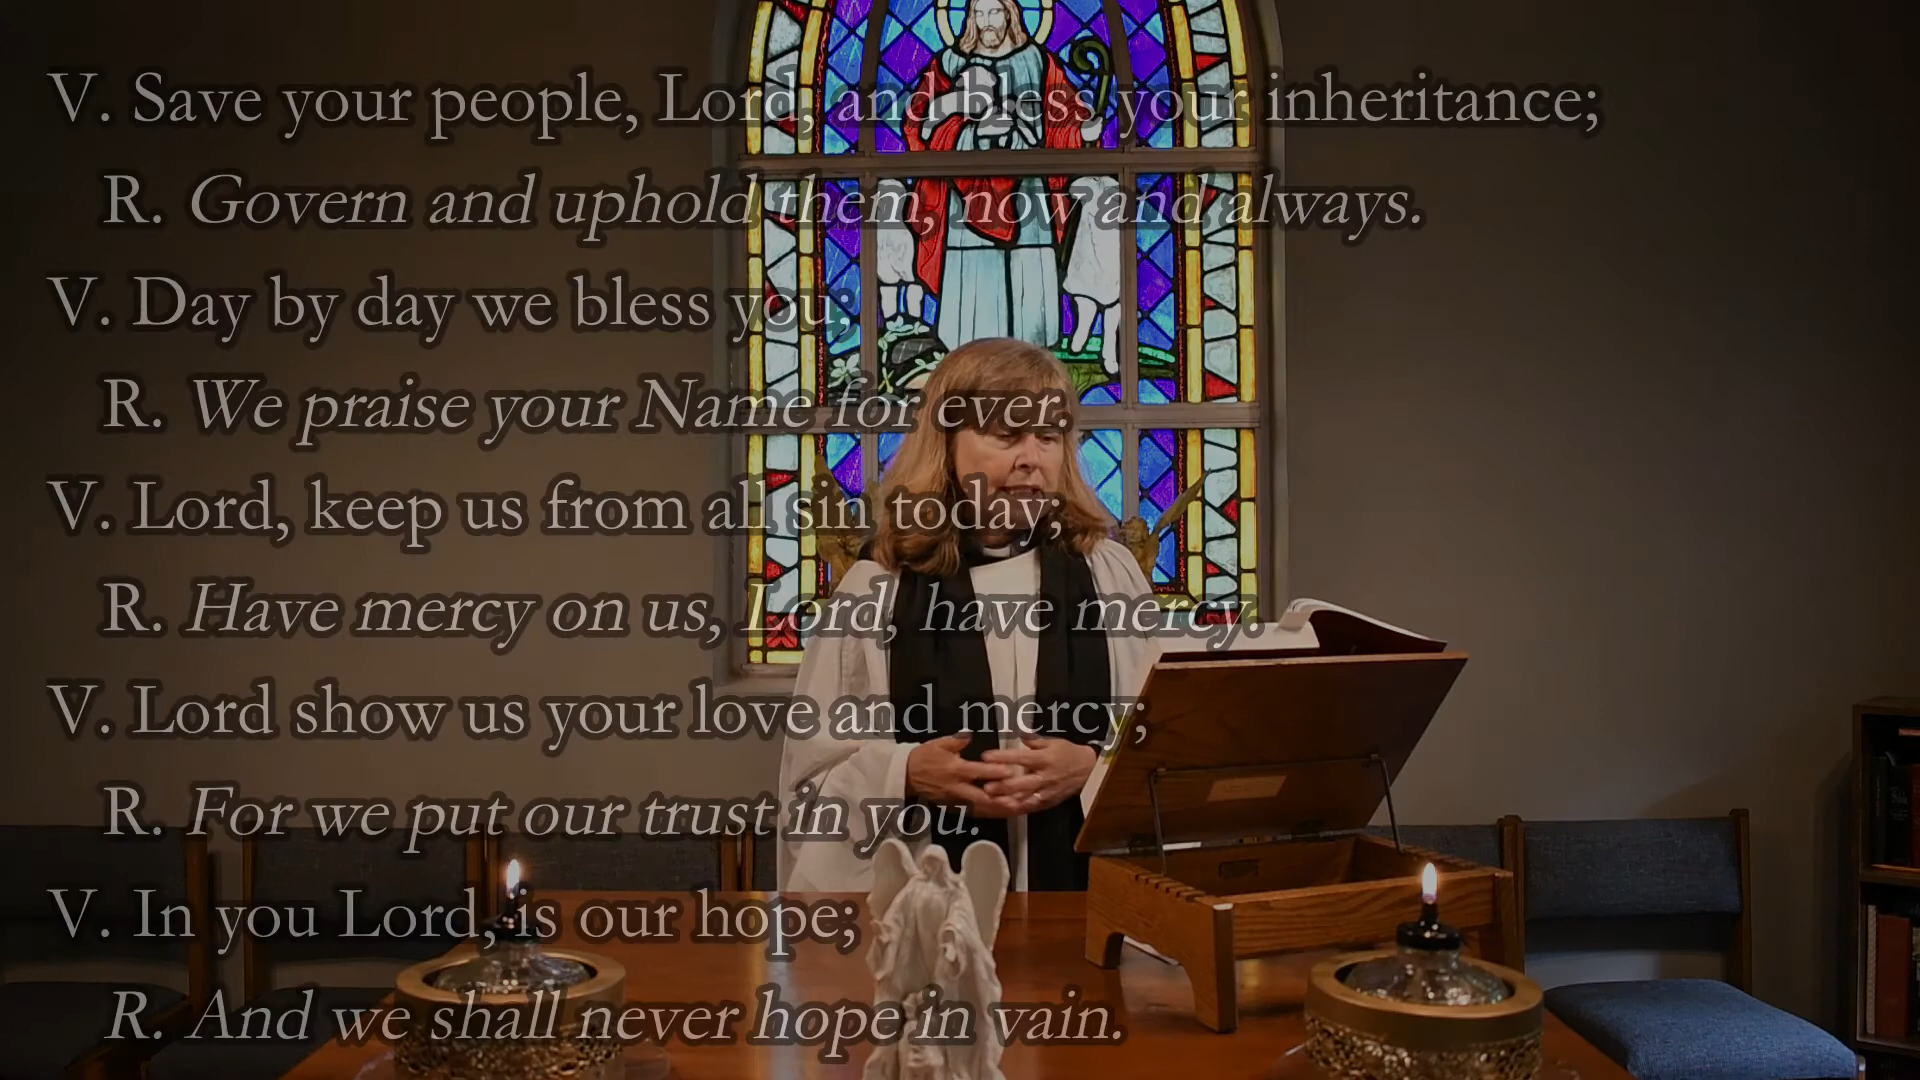 V. Save your people, Lord, and bless your inheritance;
R. Govern and uphold them, now and always.
V. Day by day we bless you;
R. We praise your Name for ever.
V. Lord, keep us from all sin today;
R. Have mercy on us, Lord, have mercy.
V. Lord show us your love and mercy;
R. For we put our trust in you.
V. In you Lord, is our hope;
R. And we shall never hope in vain.